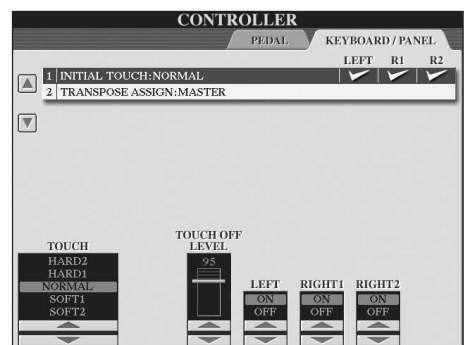 CONTROLLER
PEDAL KEYBOARD / PANEL
LEFT R1 R2
1 INITIAL TOUCH:NORMAL
2 TRANSPOSE ASSIGN:MASTER
TOUCH
HARD2
HARD1
NORMAL
SOFT1
SOFT2
TOUCH OFF
LEVEL
95
LEFT
ON
OFF
RIGHT1
ON
OFF
RIGHT2
ON
OFF